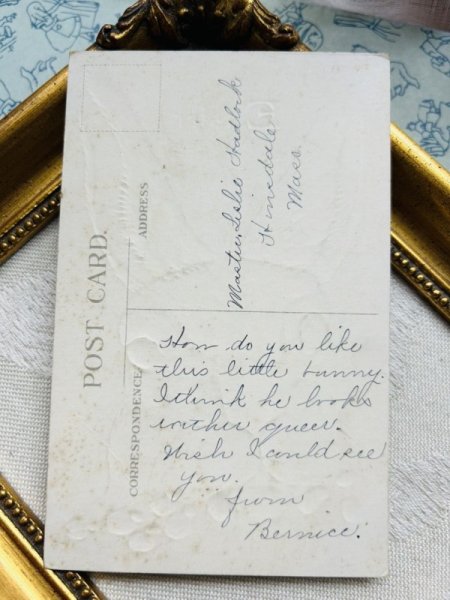 POST CARD.
CORRESPONDENCE
ADDRESS
How do you like
this little bunny.
I think he looks
rather queer.
Wish I could see
you.
from
Bernice.
Master Leslie Hadlock
Hinsdale
Mass.